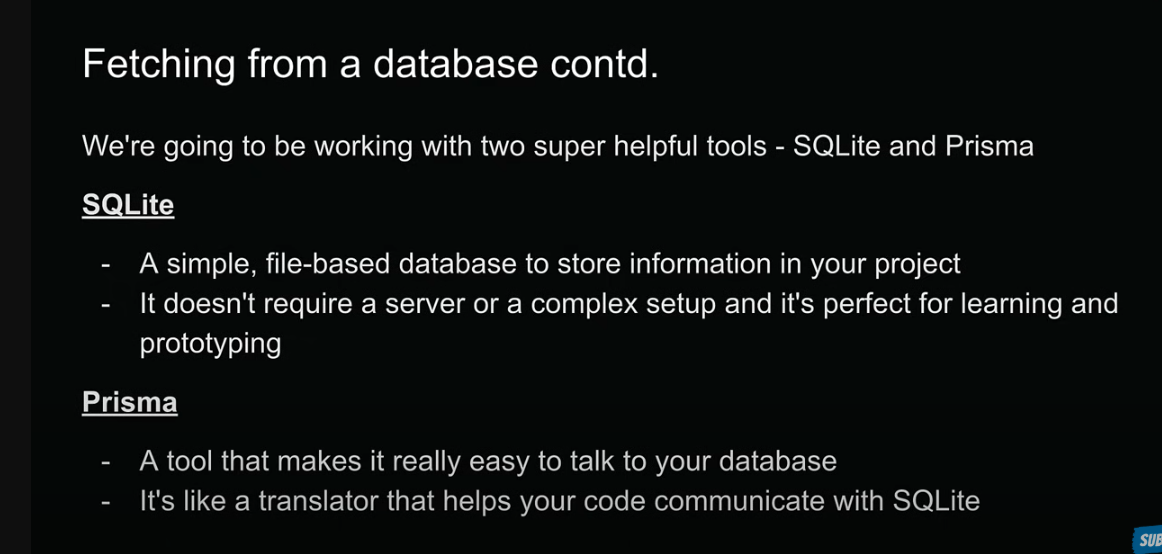 Fetching from a database contd.
We're going to be working with two super helpful tools - SQLite and Prisma
SQLite
- A simple, file-based database to store information in your project
- It doesn't require a server or a complex setup and it's perfect for learning and
prototyping
Prisma
- A tool that makes it really easy to talk to your database
- It's like a translator that helps your code communicate with SQLite
SUB